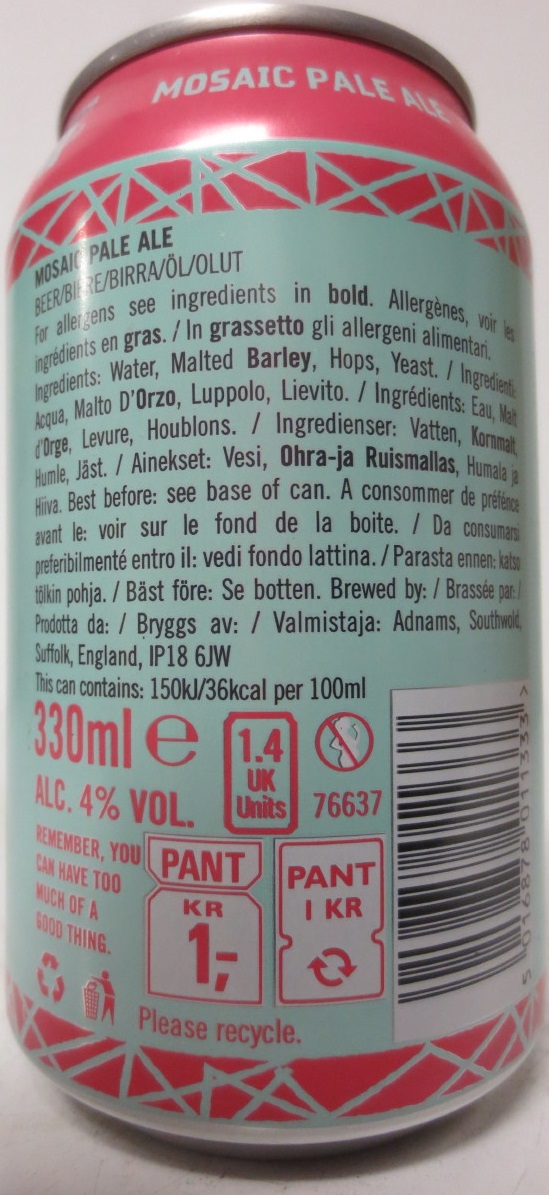 MOSAIC PALE ALE
MOSAIC PALE ALE
BEER/BIERE/BIRRA/ÖL/OLUT
For allergens see ingredients in bold. Allergènes, voir les
ingrédients en gras. / In grassetto gli allergeni alimentari.
Ingredients: Water, Malted Barley, Hops, Yeast. / Ingredienti:
Acqua, Malto D'Orzo, Luppolo, Lievito. / Ingrédients: Eau, Malt
d'Orge, Levure, Houblons. / Ingredienser: Vatten, Kornmalt,
Humle, Jäst. / Ainekset: Vesi, Ohra-ja Ruismallas, Humala ja
Hiiva. Best before: see base of can. A consommer de préfénce
avant le: voir sur le fond de la boite. / Da consumarsi
preferibilmenté entro il: vedi fondo lattina. / Parasta ennen: katso
tölkin pohja. / Bäst före: Se botten. Brewed by: / Brassée par: /
Prodotta da: / Bryggs av: / Valmistaja: Adnams, Southwold,
Suffolk, England, IP18 6JW
This can contains: 150kJ/36kcal per 100ml
330ml e
1.4
UK
Units
76637
ALC. 4% VOL.
REMEMBER, YOU
CAN HAVE TOO
MUCH OF A
GOOD THING.
PANT
KR
1,-
PANT
1 KR
Please recycle.
5 016878 011333 >